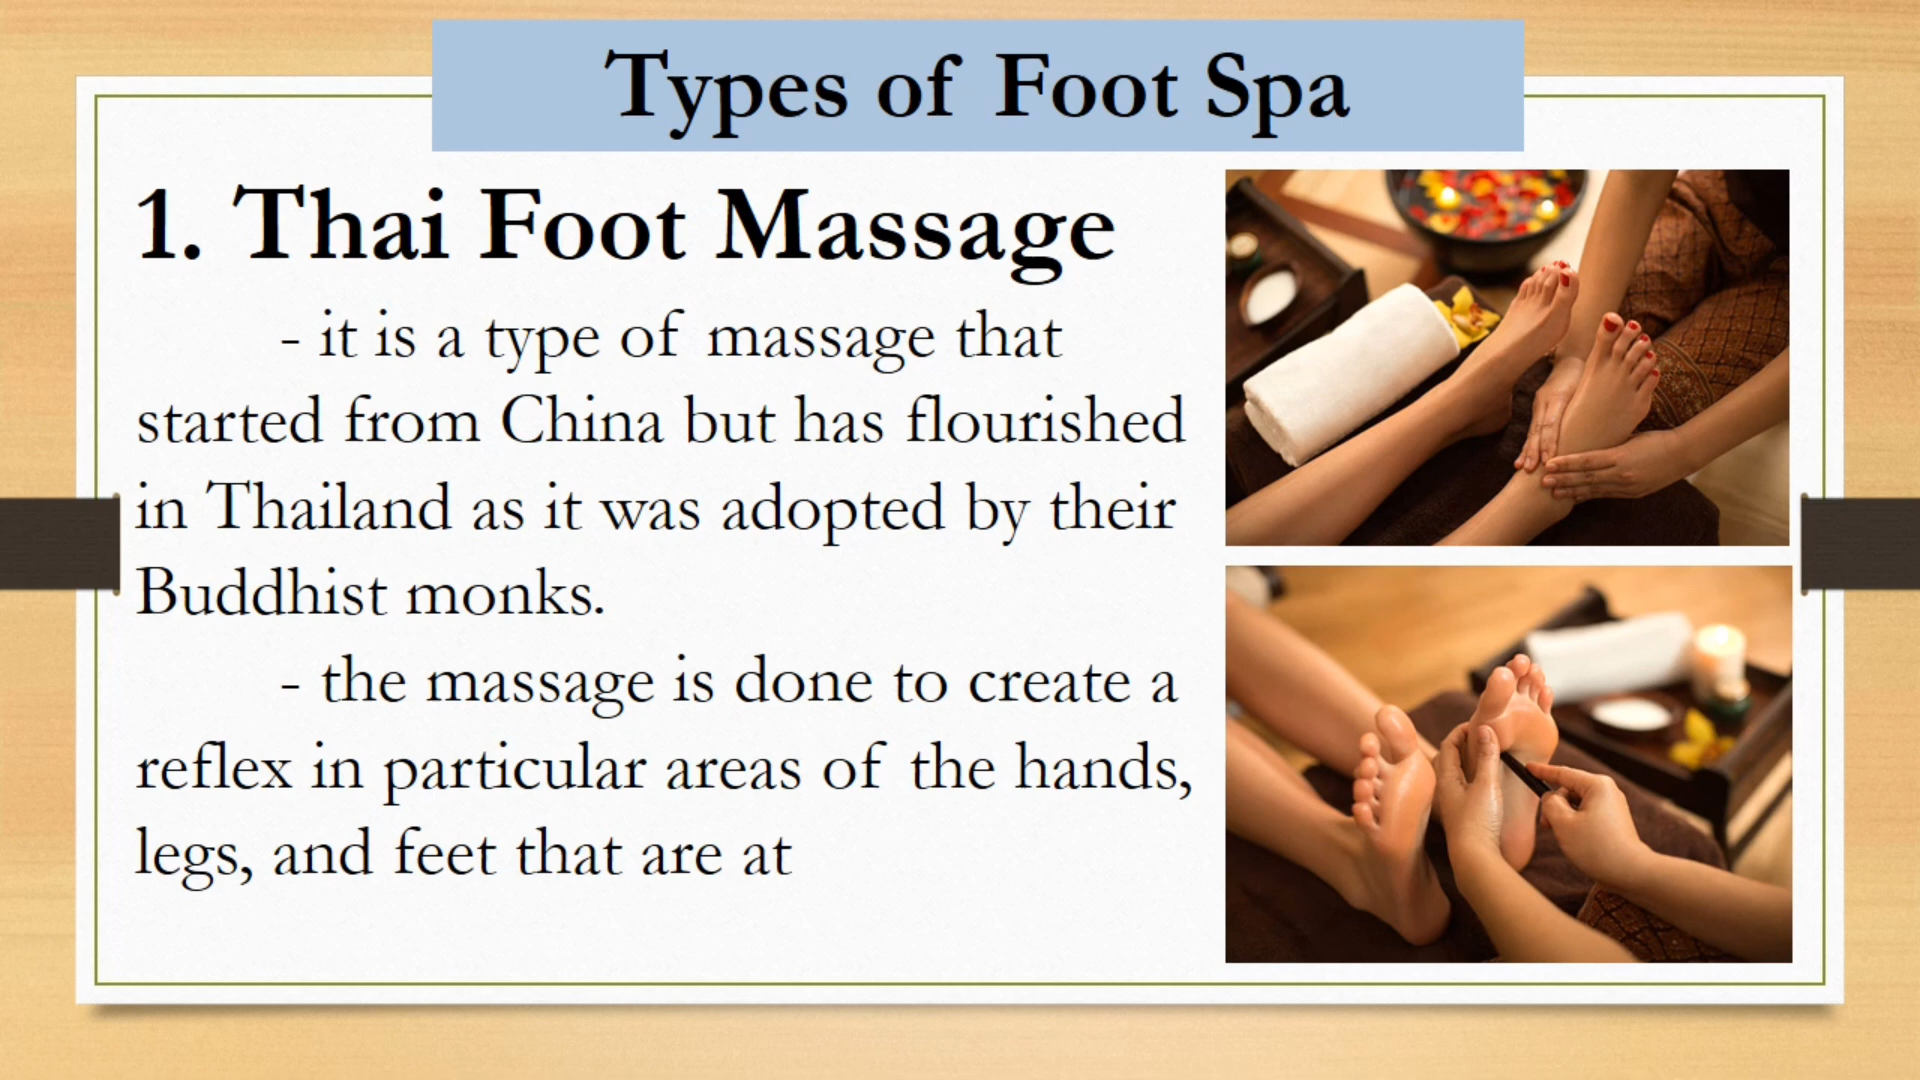 Types of Foot Spa
1. Thai Foot Massage
- it is a type of massage that
started from China but has flourished
in Thailand as it was adopted by their
Buddhist monks.
- the massage is done to create a
reflex in particular areas of the hands,
legs, and feet that are at